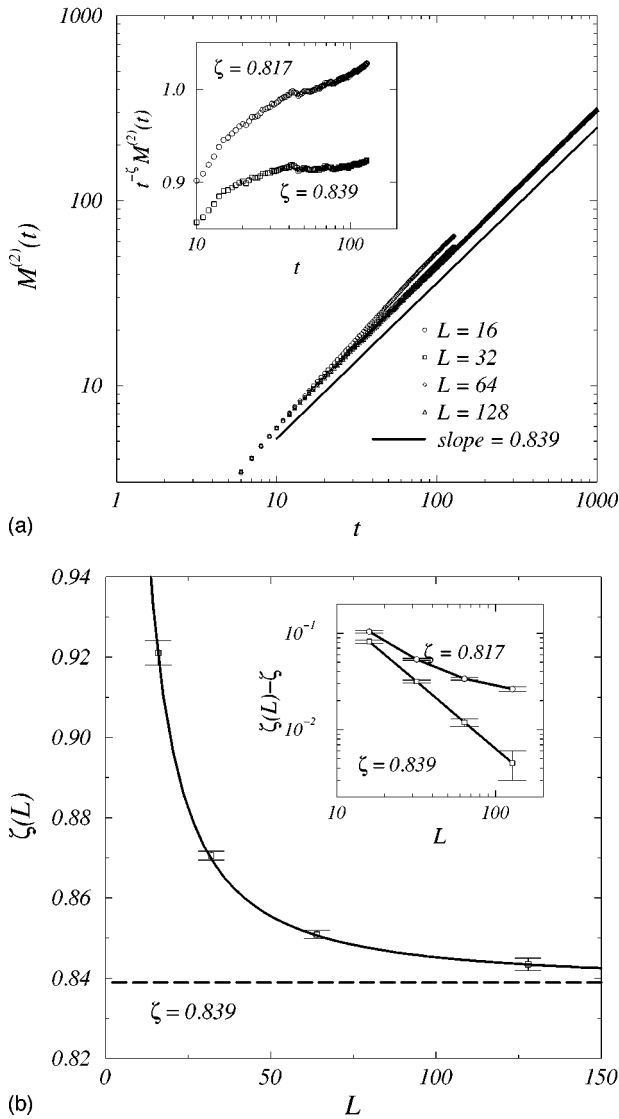 1000
100
10
M⁽²⁾(t)
1.0
0.9
t⁻ζ M⁽²⁾(t)
ζ = 0.817
ζ = 0.839
10
100
t
L = 16
L = 32
L = 64
L = 128
slope = 0.839
1
10
100
1000
t
(a)
0.94
0.92
0.90
0.88
0.86
0.84
0.82
ζ(L)
10⁻¹
10⁻²
ζ(L)−ζ
ζ = 0.817
ζ = 0.839
10
100
L
ζ = 0.839
0
50
100
150
L
(b)